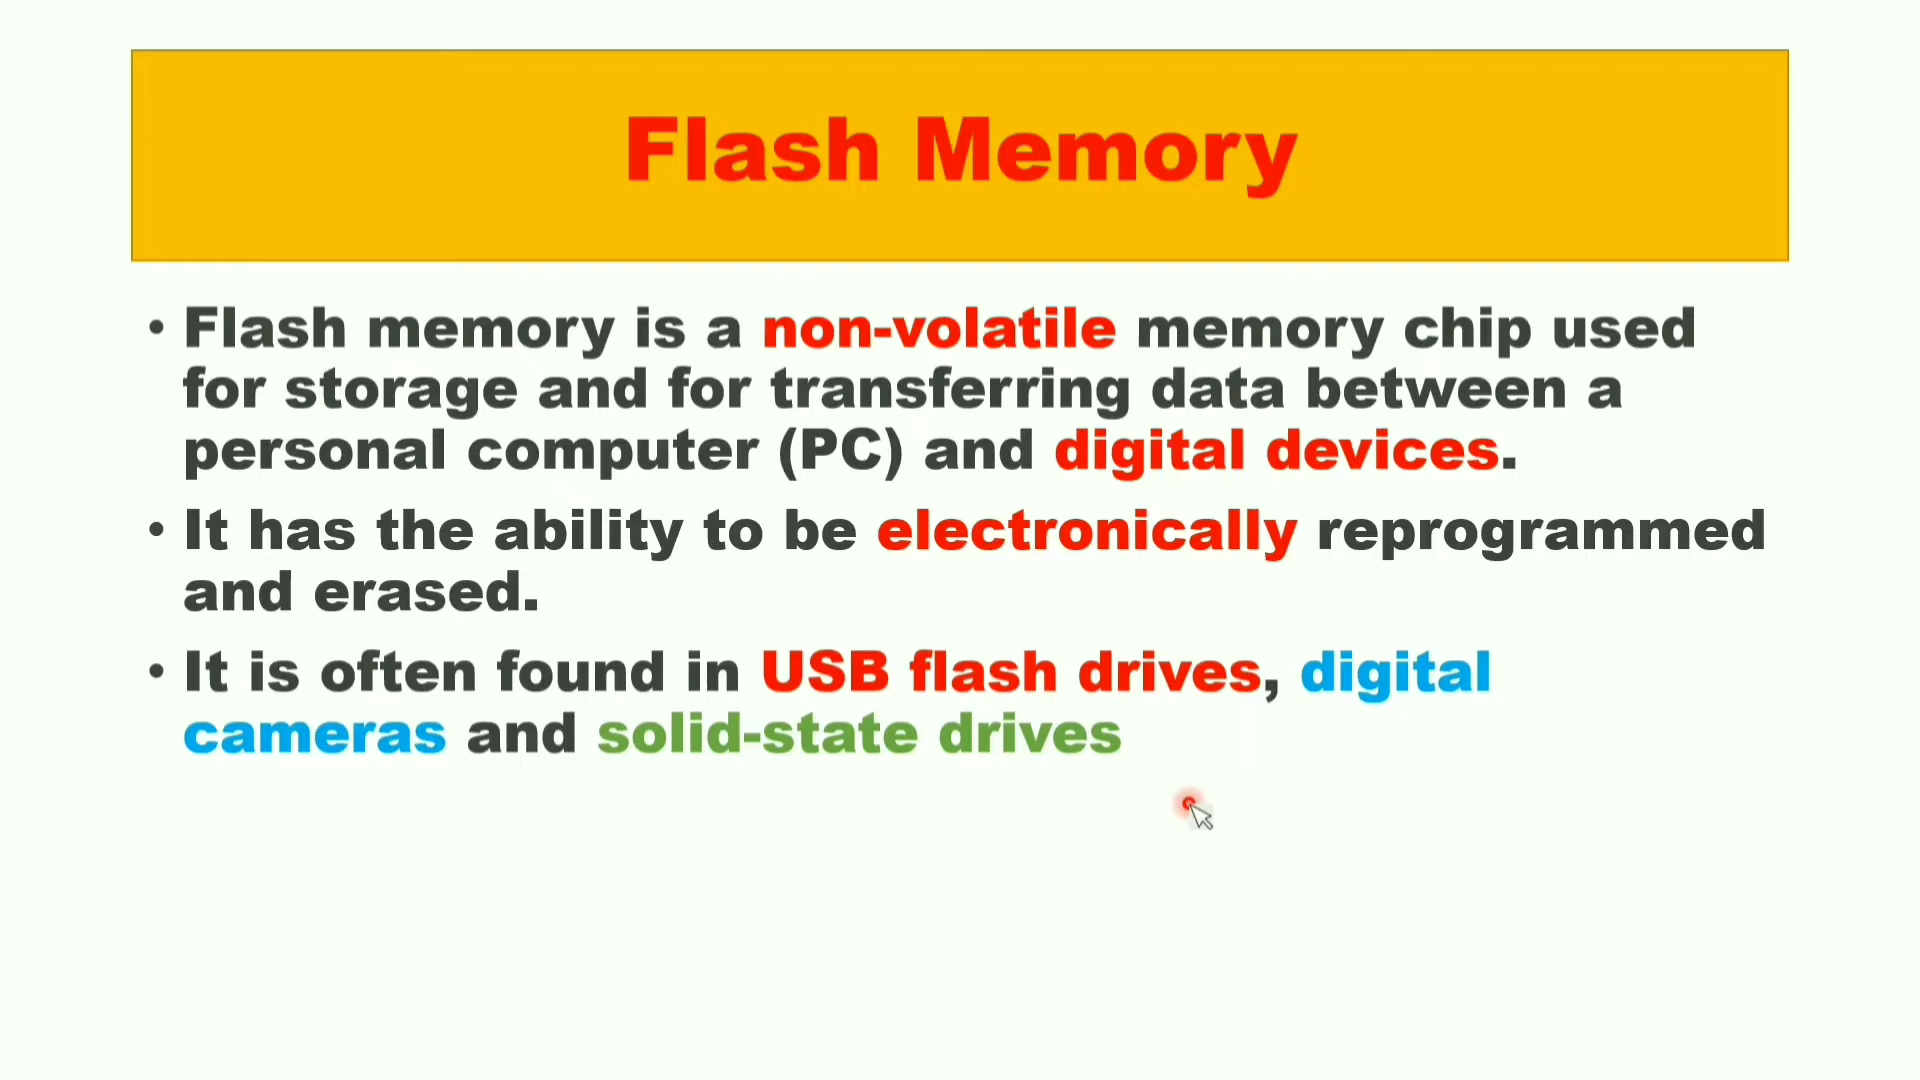 Flash Memory
• Flash memory is a non-volatile memory chip used
for storage and for transferring data between a
personal computer (PC) and digital devices.
• It has the ability to be electronically reprogrammed
and erased.
• It is often found in USB flash drives, digital
cameras and solid-state drives